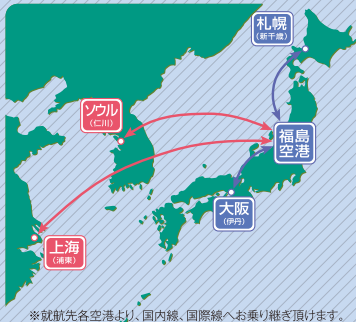 札幌
(新千歳)
ソウル
(仁川)
福島
空港
大阪
(伊丹)
上海
(浦東)
※就航先各空港より、国内線、国際線へお乗り継ぎ頂けます。